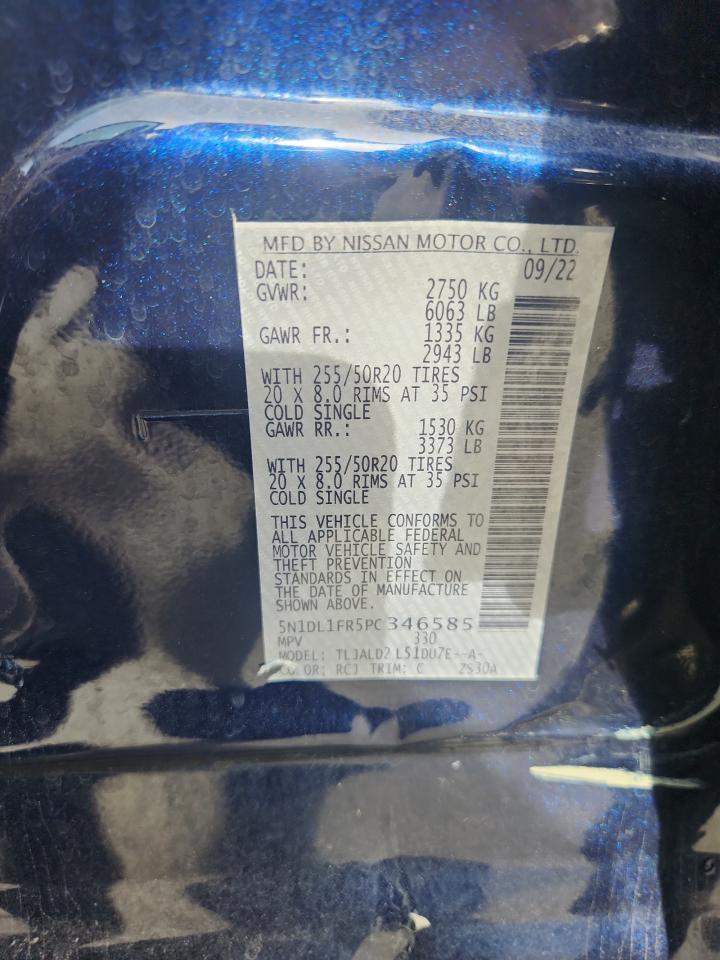 MFD BY NISSAN MOTOR CO., LTD.
DATE: 09/22
GVWR: 2750 KG
6063 LB
GAWR FR.: 1335 KG
2943 LB
WITH 255/50R20 TIRES
20 X 8.0 RIMS AT 35 PSI
COLD SINGLE
GAWR RR.: 1530 KG
3373 LB
WITH 255/50R20 TIRES
20 X 8.0 RIMS AT 35 PSI
COLD SINGLE
THIS VEHICLE CONFORMS TO
ALL APPLICABLE FEDERAL
MOTOR VEHICLE SAFETY AND
THEFT PREVENTION
STANDARDS IN EFFECT ON
THE DATE OF MANUFACTURE
SHOWN ABOVE.
5N1DL1FR5PC346585
MPV 330
MODEL: TLJALD2 L51DU7E--A-
COLOR: RCJ TRIM: C 2S30A